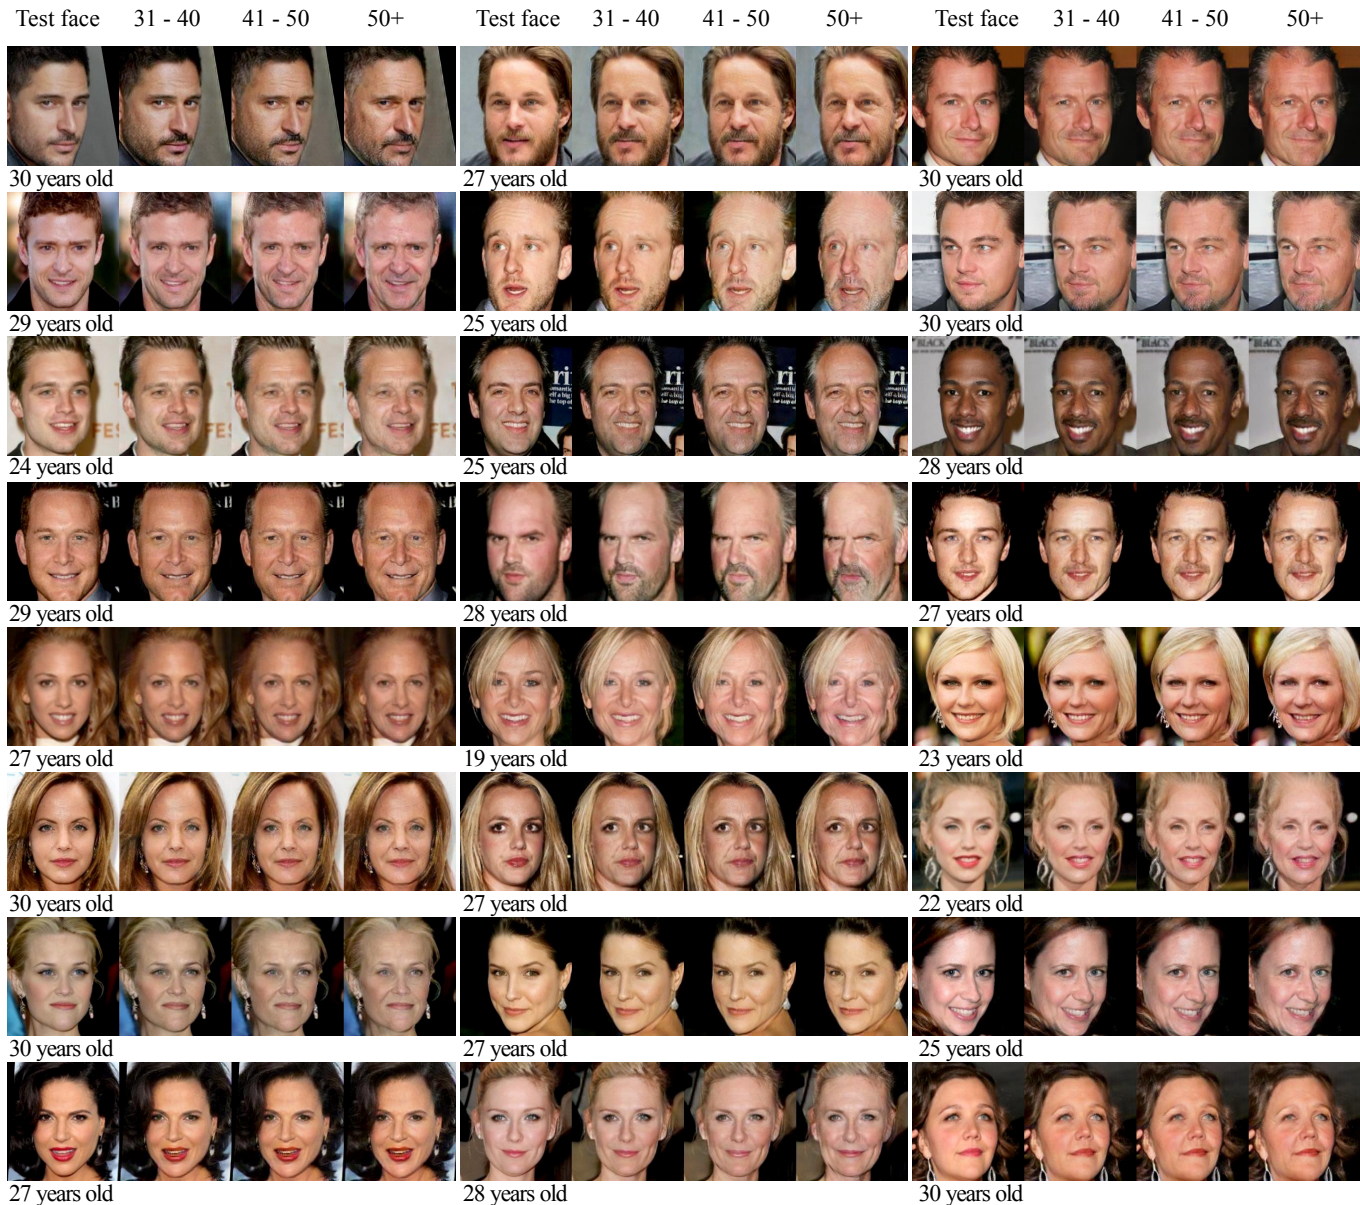 Test face 31 - 40 41 - 50 50+ Test face 31 - 40 41 - 50 50+ Test face 31 - 40 41 - 50 50+
30 years old 27 years old 30 years old
29 years old 25 years old 30 years old
BLACK BLACK BLACK
24 years old 25 years old 28 years old
29 years old 28 years old 27 years old
27 years old 19 years old 23 years old
30 years old 27 years old 22 years old
30 years old 27 years old 25 years old
27 years old 28 years old 30 years old